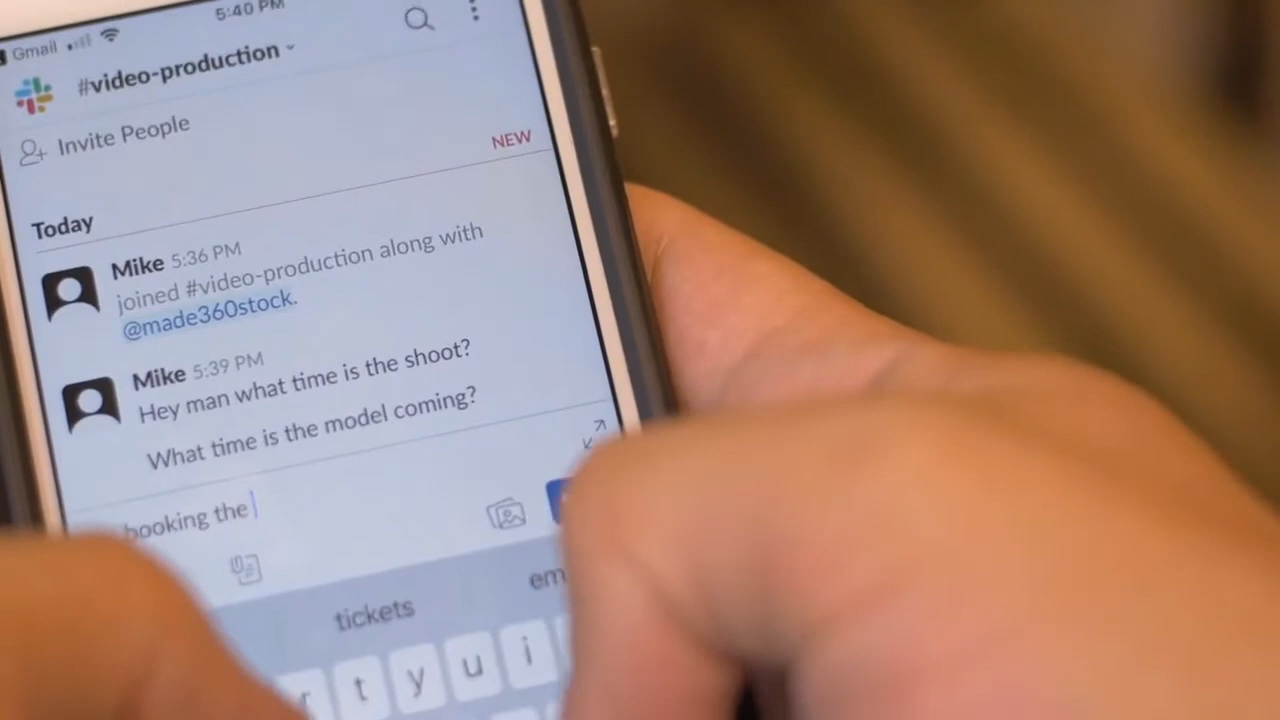 5:40 PM
Gmail
#video-production
Invite People
NEW
Today
Mike 5:36 PM
joined #video-production along with
@made360stock.
Mike 5:39 PM
Hey man what time is the shoot?
What time is the model coming?
booking the
tickets
em
r t y u i